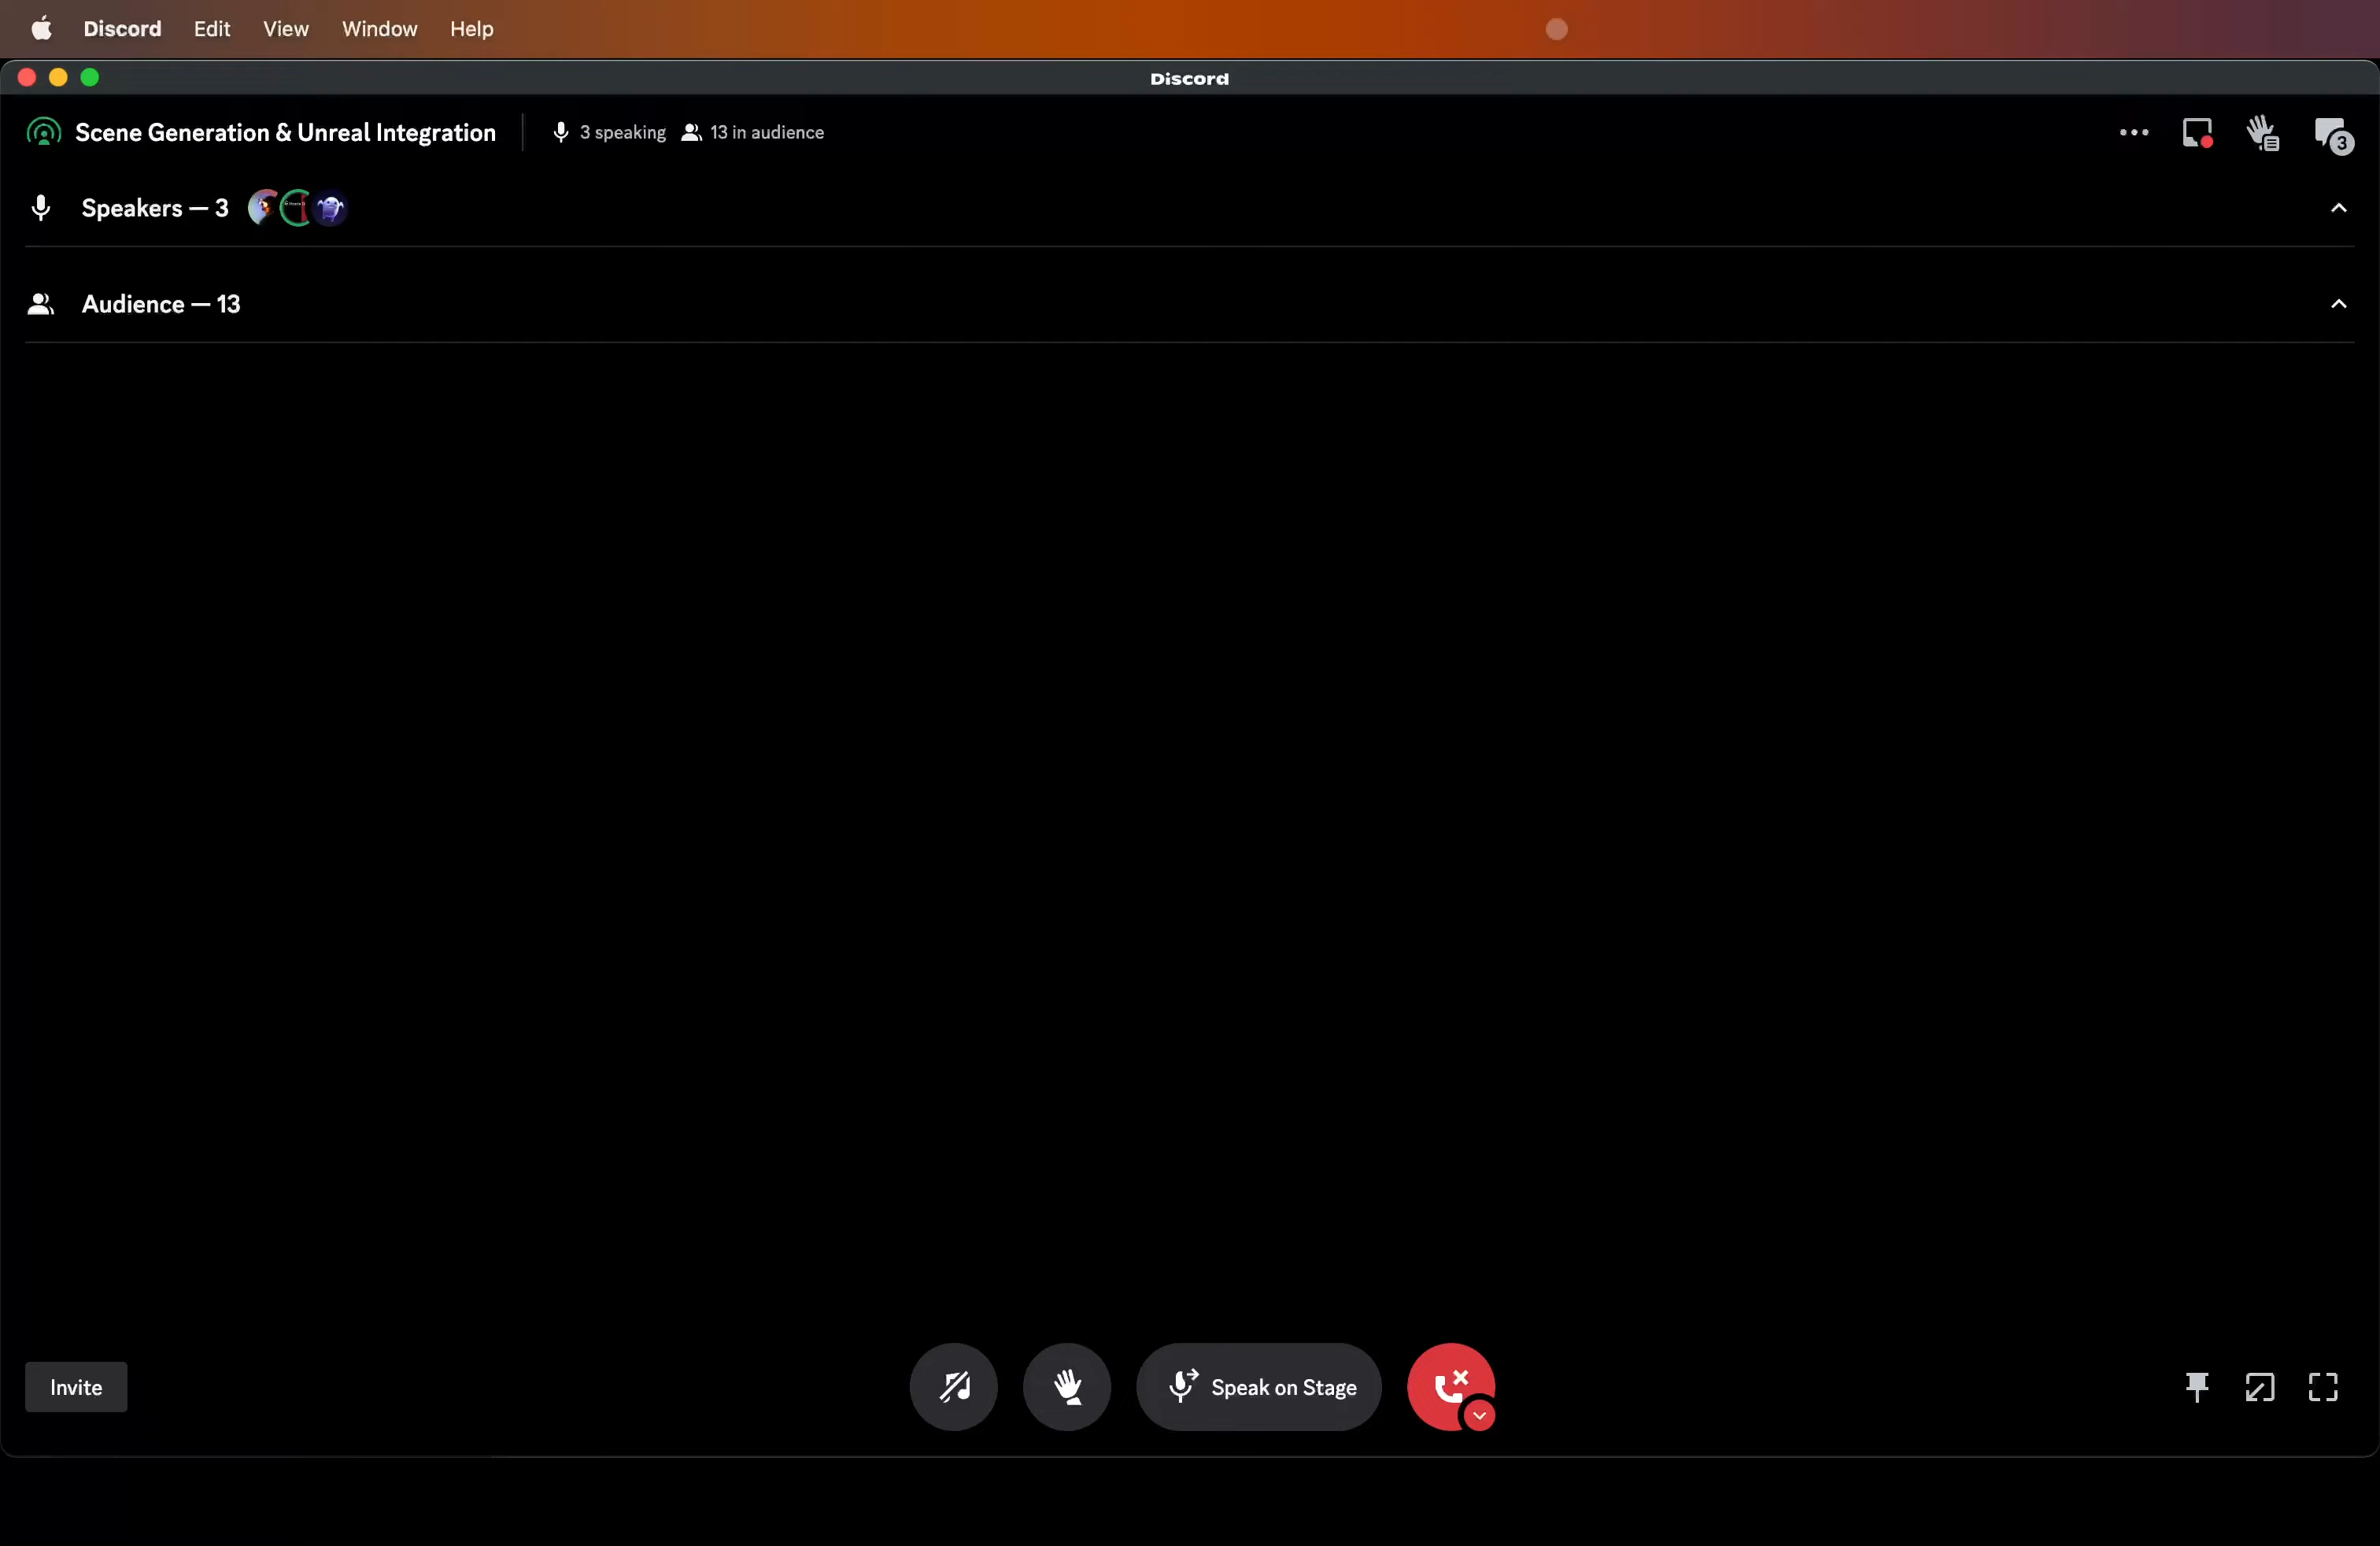 Discord Edit View Window Help
Discord
Scene Generation & Unreal Integration 3 speaking 13 in audience
3
Speakers — 3
Audience — 13
Invite
Speak on Stage